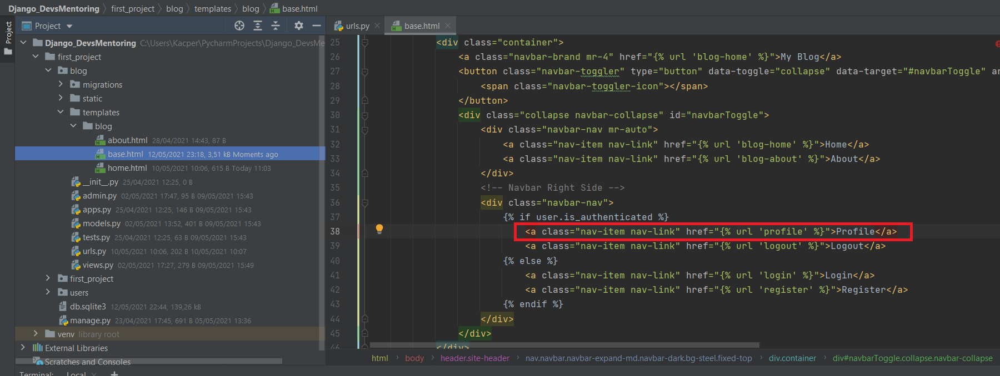 Django_DevsMentoring first_project blog templates blog base.html
Project
Project
urls.py base.html
Django_DevsMentoring C:\Users\Kacper\PycharmProjects\Django_DevsMe
first_project
blog
migrations
static
templates
blog
about.html 28/04/2021 14:43, 87 B
base.html 12/05/2021 23:18, 3,51 kB Moments ago
home.html 10/05/2021 10:06, 615 B Today 11:03
__init__.py 25/04/2021 12:25, 0 B
admin.py 02/05/2021 17:47, 95 B 09/05/2021 15:43
apps.py 25/04/2021 12:25, 146 B 09/05/2021 15:43
models.py 02/05/2021 13:52, 401 B 09/05/2021 15:43
tests.py 25/04/2021 12:25, 63 B 09/05/2021 15:43
urls.py 10/05/2021 10:06, 202 B 10/05/2021 10:07
views.py 02/05/2021 17:27, 279 B 09/05/2021 15:49
first_project
users
db.sqlite3 12/05/2021 22:44, 139,26 kB
manage.py 23/04/2021 17:45, 691 B 05/05/2021 13:36
venv library root
External Libraries
Scratches and Consoles
25 <div class="container">
26 <a class="navbar-brand mr-4" href="{% url 'blog-home' %}">My Blog</a>
27 <button class="navbar-toggler" type="button" data-toggle="collapse" data-target="#navbarToggle" ar
28 <span class="navbar-toggler-icon"></span>
29 </button>
30 <div class="collapse navbar-collapse" id="navbarToggle">
31 <div class="navbar-nav mr-auto">
32 <a class="nav-item nav-link" href="{% url 'blog-home' %}">Home</a>
33 <a class="nav-item nav-link" href="{% url 'blog-about' %}">About</a>
34 </div>
35 <!-- Navbar Right Side -->
36 <div class="navbar-nav">
37 {% if user.is_authenticated %}
38 <a class="nav-item nav-link" href="{% url 'profile' %}">Profile</a>
39 <a class="nav-item nav-link" href="{% url 'logout' %}">Logout</a>
40 {% else %}
41 <a class="nav-item nav-link" href="{% url 'login' %}">Login</a>
42 <a class="nav-item nav-link" href="{% url 'register' %}">Register</a>
43 {% endif %}
44 </div>
45 </div>
46 </div>
html body header.site-header nav.navbar.navbar-expand-md.navbar-dark.bg-steel.fixed-top div.container div#navbarToggle.collapse.navbar-collapse
Terminal: Local